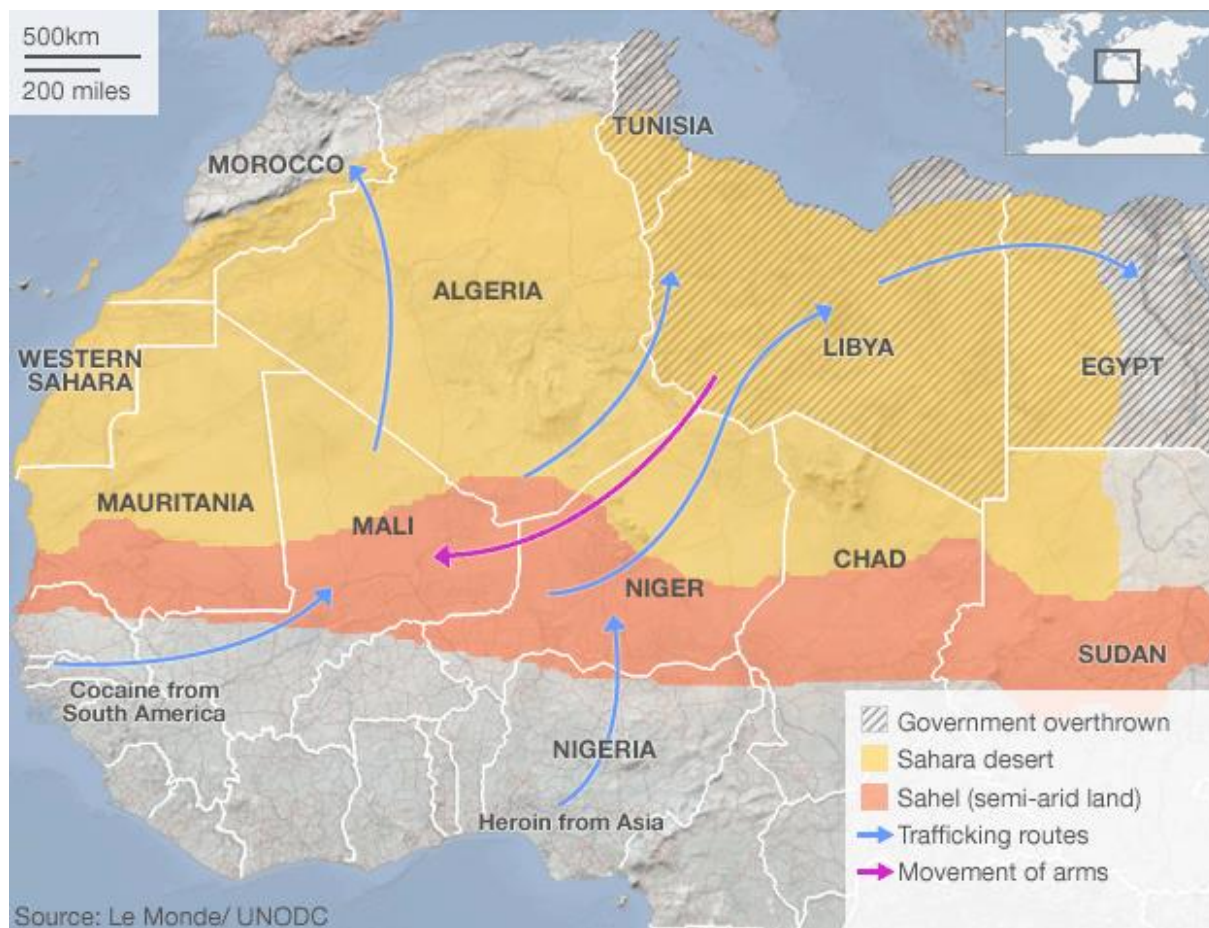 500km
200 miles
TUNISIA
MOROCCO
ALGERIA
WESTERN
SAHARA
LIBYA
EGYPT
MAURITANIA
MALI
CHAD
NIGER
SUDAN
Cocaine from
South America
NIGERIA
Heroin from Asia
Government overthrown
Sahara desert
Sahel (semi-arid land)
Trafficking routes
Movement of arms
Source: Le Monde/ UNODC